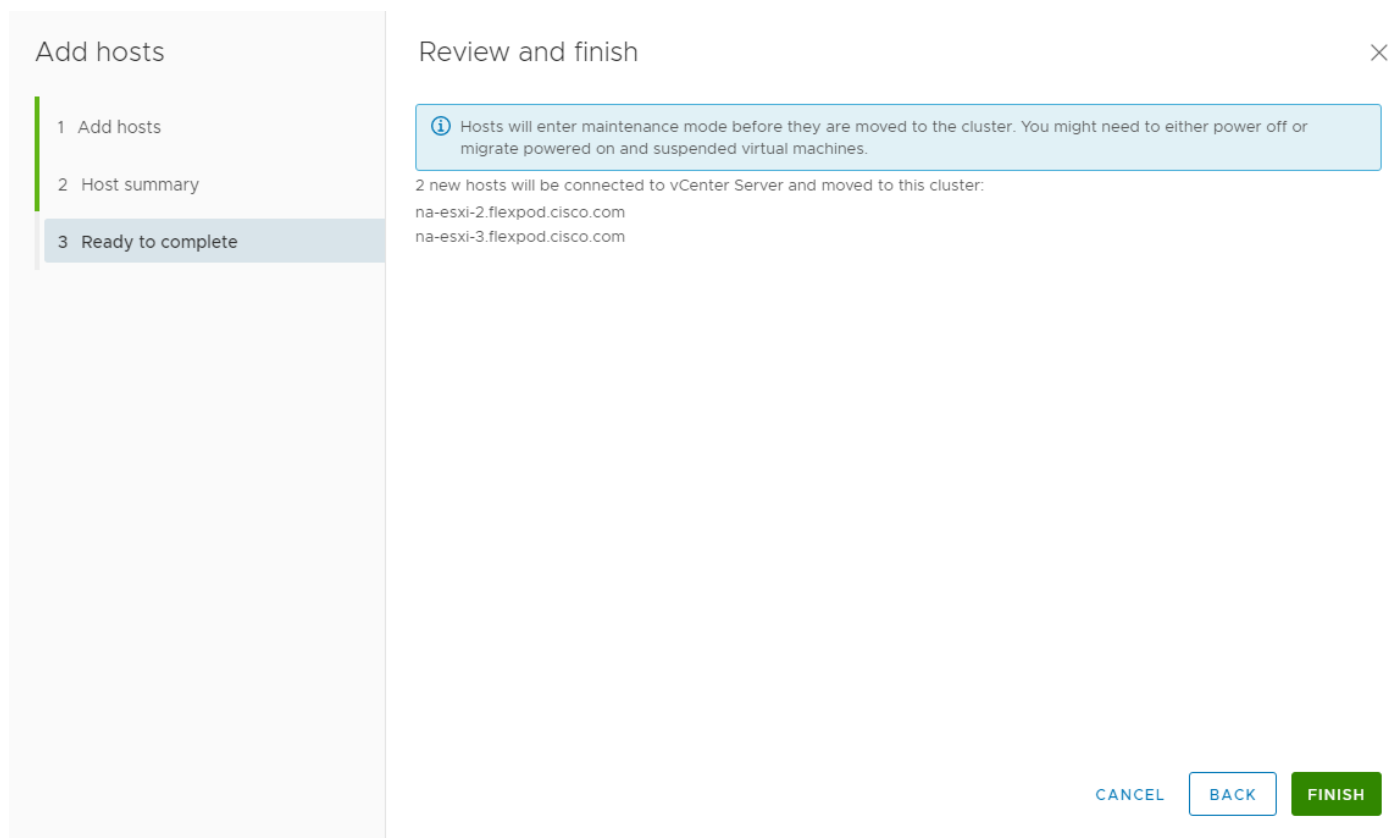 Add hosts
1 Add hosts
2 Host summary
3 Ready to complete
Review and finish
Hosts will enter maintenance mode before they are moved to the cluster. You might need to either power off or
migrate powered on and suspended virtual machines.
2 new hosts will be connected to vCenter Server and moved to this cluster:
na-esxi-2.flexpod.cisco.com
na-esxi-3.flexpod.cisco.com
CANCEL BACK FINISH